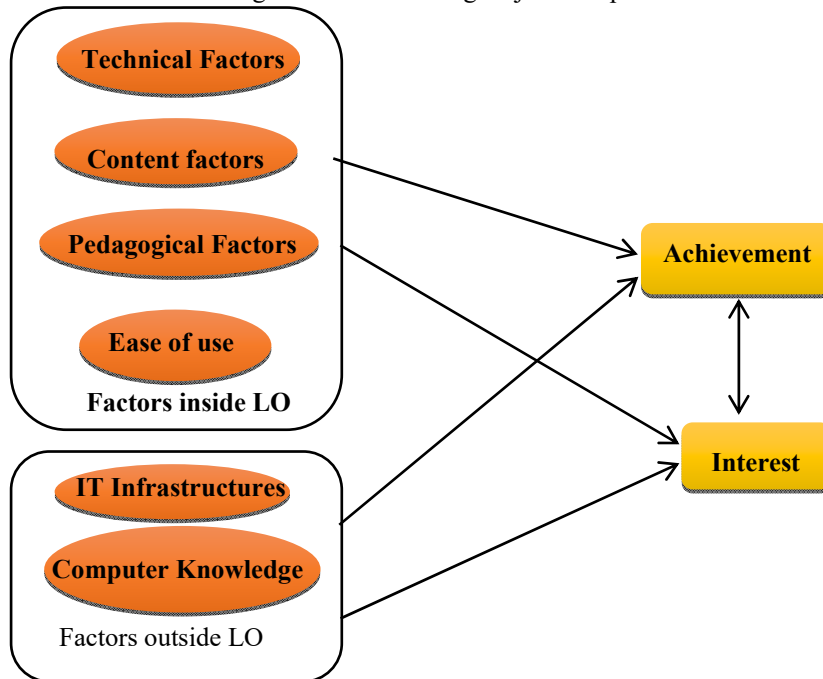 Technical Factors
Content factors
Pedagogical Factors
Ease of use
Factors inside LO
IT Infrastructures
Computer Knowledge
Factors outside LO
Achievement
Interest